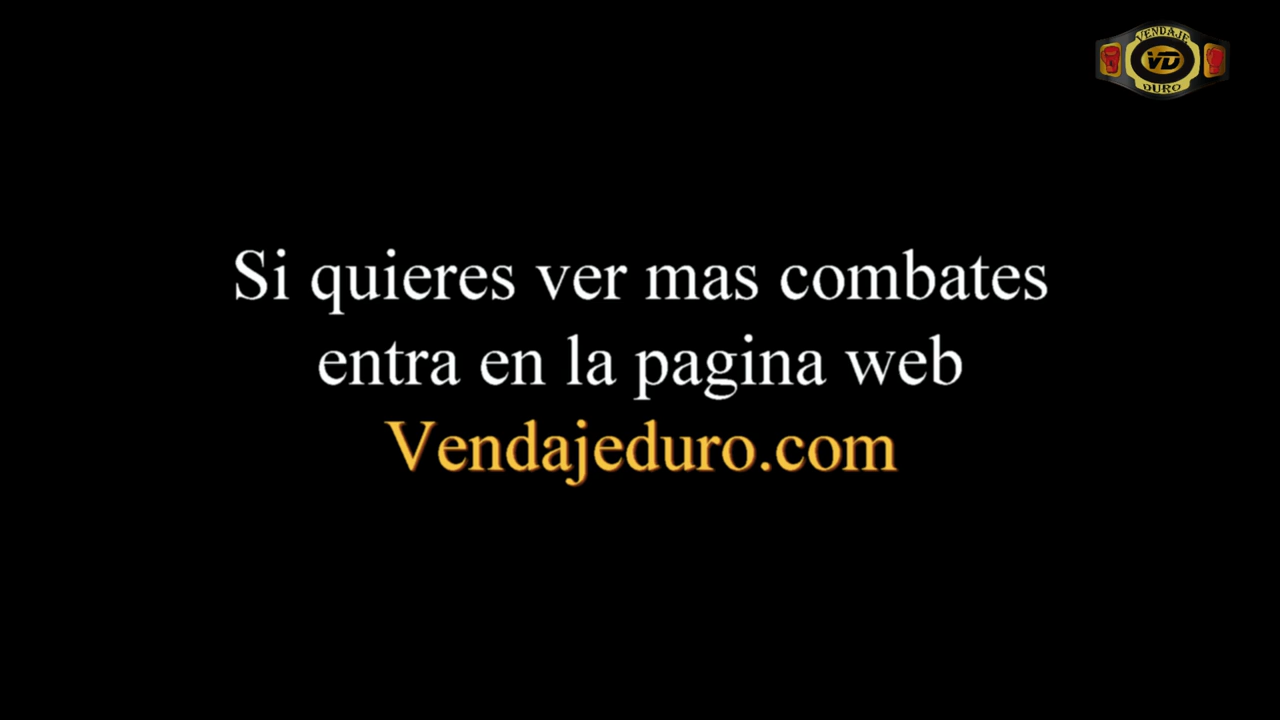 VENDAJE
VD
DURO
Si quieres ver mas combates
entra en la pagina web
Vendajeduro.com